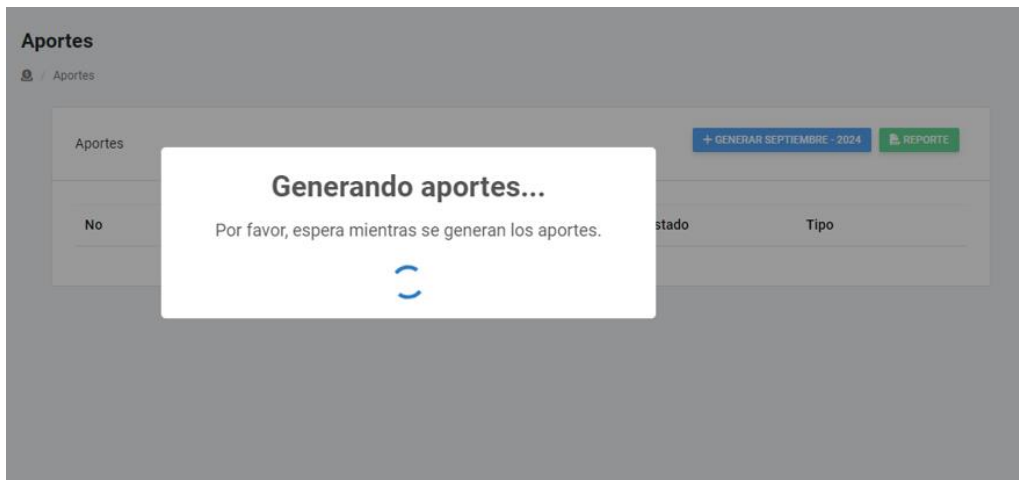 Aportes
/ Aportes
Aportes
+ GENERAR SEPTIEMBRE - 2024 REPORTE
Generando aportes...
No
Por favor, espera mientras se generan los aportes.
stado Tipo